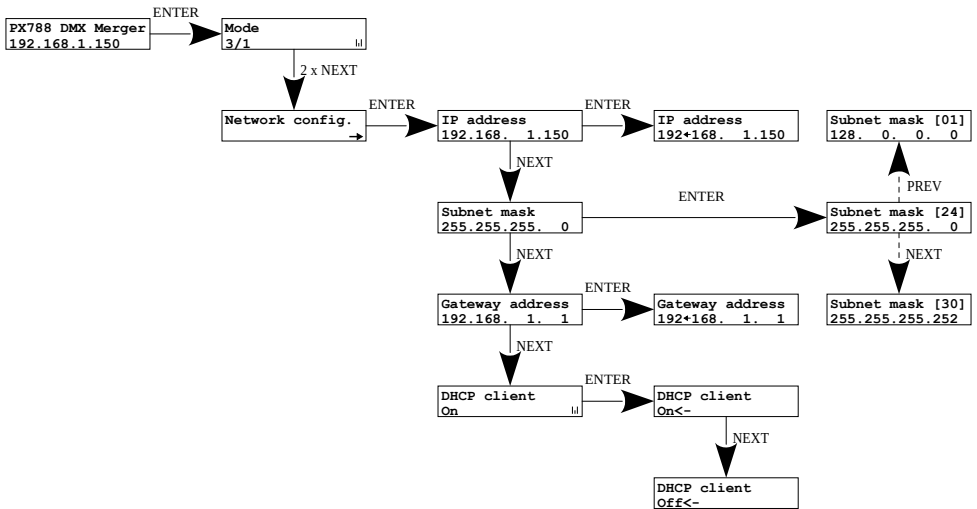 ENTER
PX788 DMX Merger
192.168.1.150
Mode
3/1
2 x NEXT
Network config.
ENTER
IP address
192.168.  1.150
ENTER
IP address
192←168.  1.150
NEXT
Subnet mask
255.255.255.  0
ENTER
Subnet mask [01]
128.  0.  0.  0
PREV
Subnet mask [24]
255.255.255.  0
NEXT
Subnet mask [30]
255.255.255.252
NEXT
Gateway address
192.168.  1.  1
ENTER
Gateway address
192←168.  1.  1
NEXT
DHCP client
On
ENTER
DHCP client
On<-
NEXT
DHCP client
Off<-